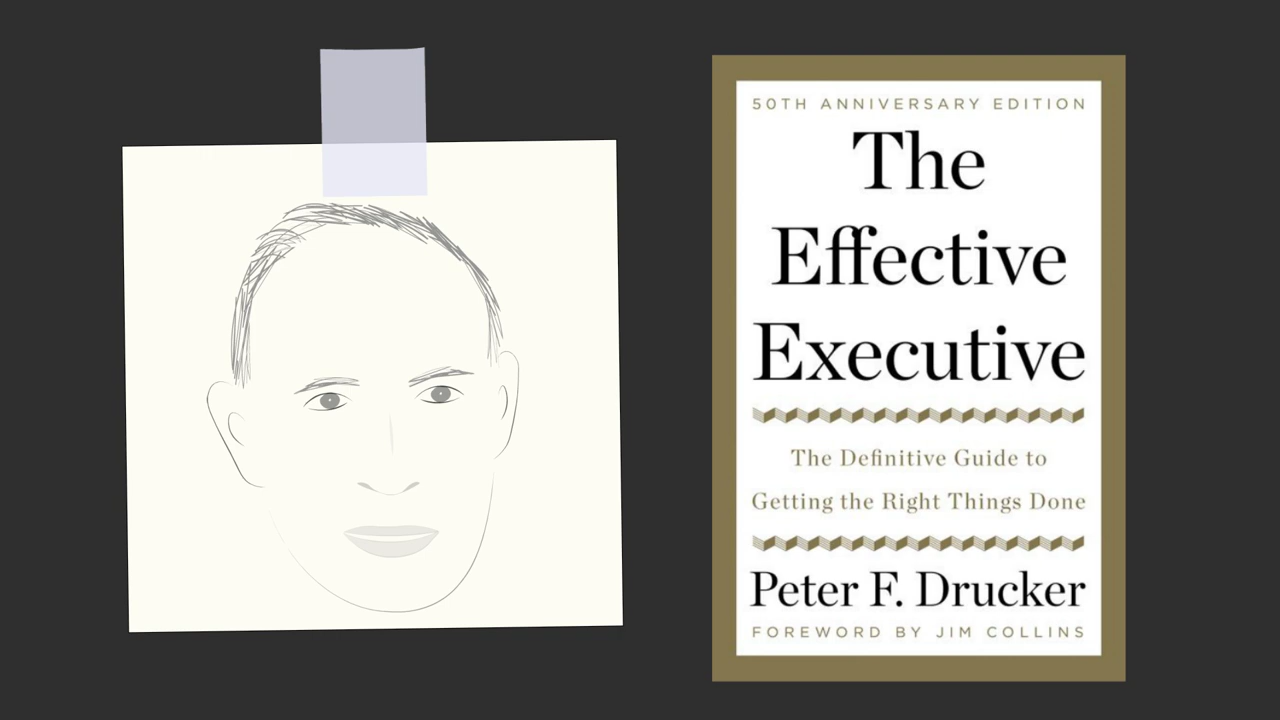 50TH ANNIVERSARY EDITION
The
Effective
Executive
The Definitive Guide to
Getting the Right Things Done
Peter F. Drucker
FOREWORD BY JIM COLLINS